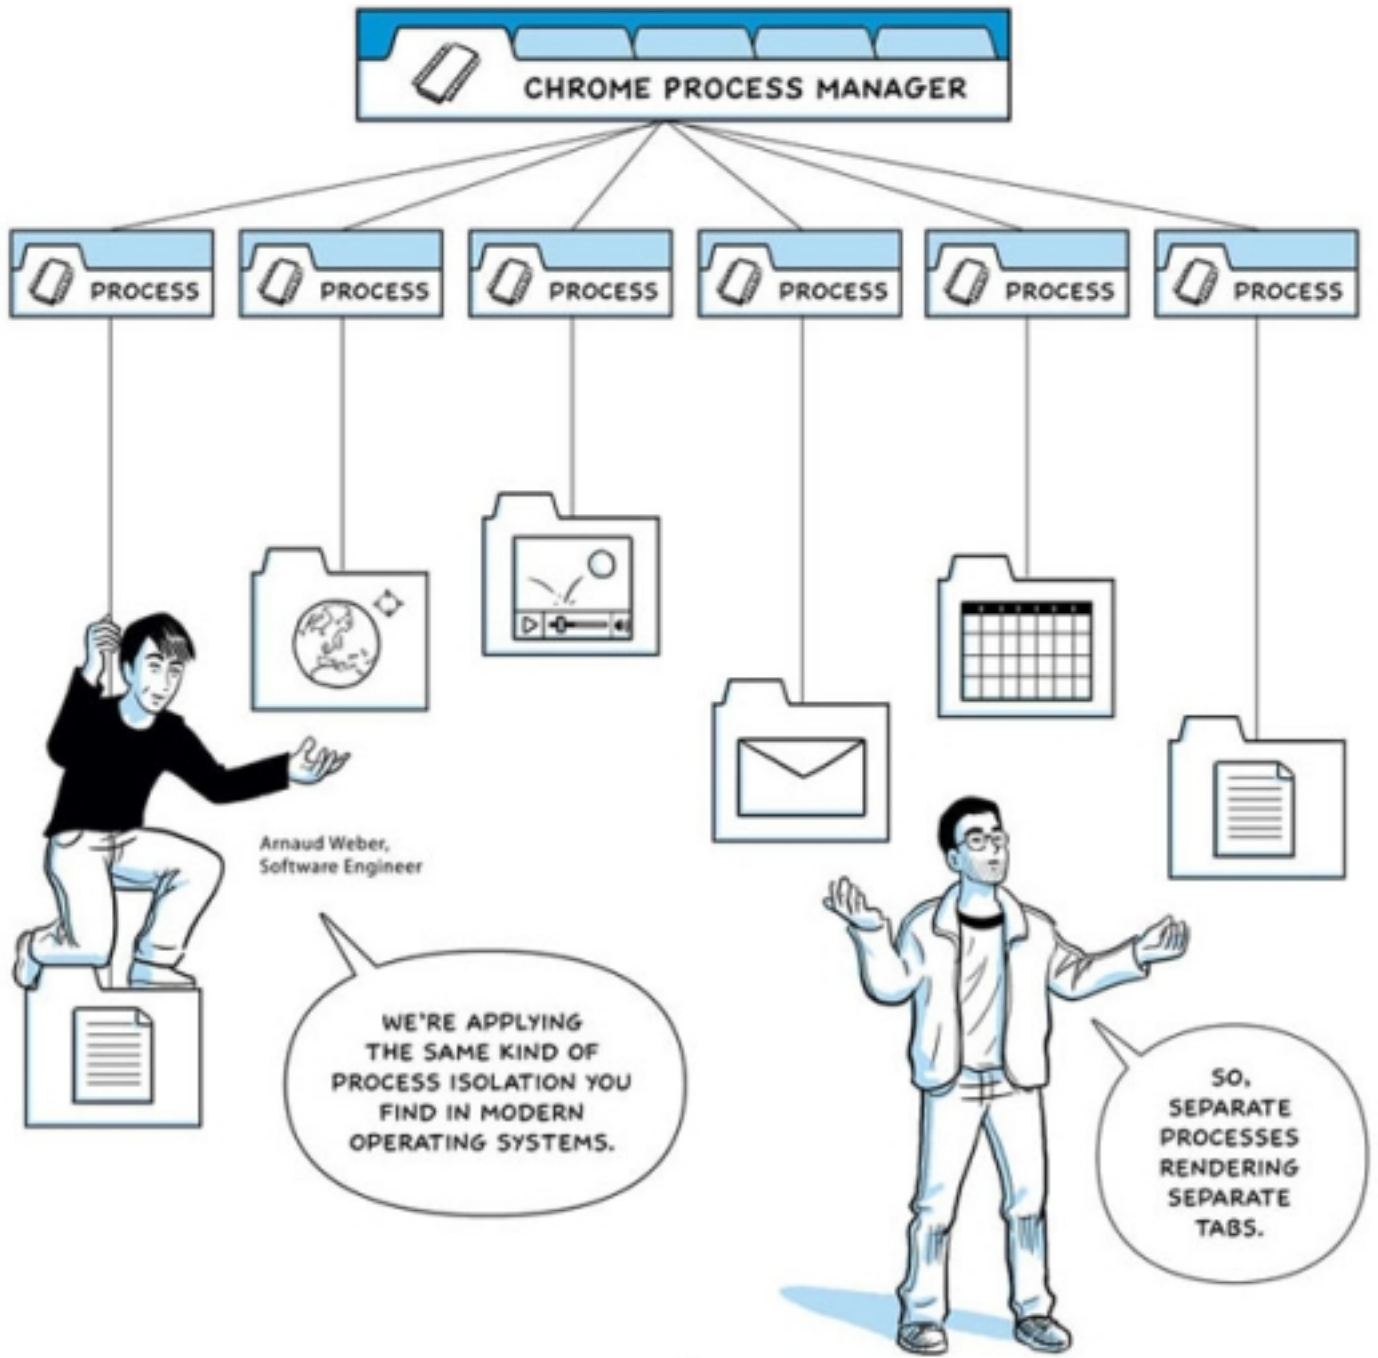 CHROME PROCESS MANAGER
PROCESS
PROCESS
PROCESS
PROCESS
PROCESS
PROCESS
Arnaud Weber,
Software Engineer
WE'RE APPLYING
THE SAME KIND OF
PROCESS ISOLATION YOU
FIND IN MODERN
OPERATING SYSTEMS.
SO,
SEPARATE
PROCESSES
RENDERING
SEPARATE
TABS.